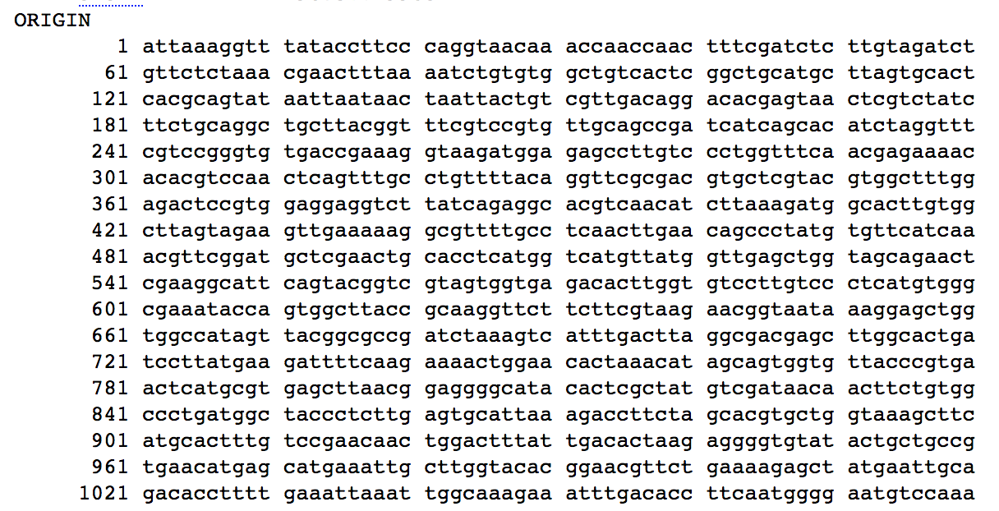 ORIGIN
1 attaaaggtt tataccttcc caggtaacaa accaaccaac tttcgatctc ttgtagatct
61 gttctctaaa cgaactttaa aatctgtgtg gctgtcactc ggctgcatgc ttagtgcact
121 cacgcagtat aattaataac taattactgt cgttgacagg acacgagtaa ctcgtctatc
181 ttctgcaggc tgcttacggt ttcgtccgtg ttgcagccga tcatcagcac atctaggttt
241 cgtccgggtg tgaccgaaag gtaagatgga gagccttgtc cctggtttca acgagaaaac
301 acacgtccaa ctcagtttgc ctgttttaca ggttcgcgac gtgctcgtac gtggctttgg
361 agactccgtg gaggaggtct tatcagaggc acgtcaacat cttaaagatg gcacttgtgg
421 cttagtagaa gttgaaaaag gcgttttgcc tcaacttgaa cagccctatg tgttcatcaa
481 acgttcggat gctcgaactg cacctcatgg tcatgttatg gttgagctgg tagcagaact
541 cgaaggcatt cagtacggtc gtagtggtga gacacttggt gtccttgtcc ctcatgtggg
601 cgaaatacca gtggcttacc gcaaggttct tcttcgtaag aacggtaata aaggagctgg
661 tggccatagt tacggcgccg atctaaagtc atttgactta ggcgacgagc ttggcactga
721 tccttatgaa gattttcaag aaaactggaa cactaaacat agcagtggtg ttacccgtga
781 actcatgcgt gagcttaacg gaggggcata cactcgctat gtcgataaca acttctgtgg
841 ccctgatggc taccctcttg agtgcattaa agaccttcta gcacgtgctg gtaaagcttc
901 atgcactttg tccgaacaac tggactttat tgacactaag aggggtgtat actgctgccg
961 tgaacatgag catgaaattg cttggtacac ggaacgttct gaaaagagct atgaattgca
1021 gacacctttt gaaattaaat tggcaaagaa atttgacacc ttcaatgggg aatgtccaaa